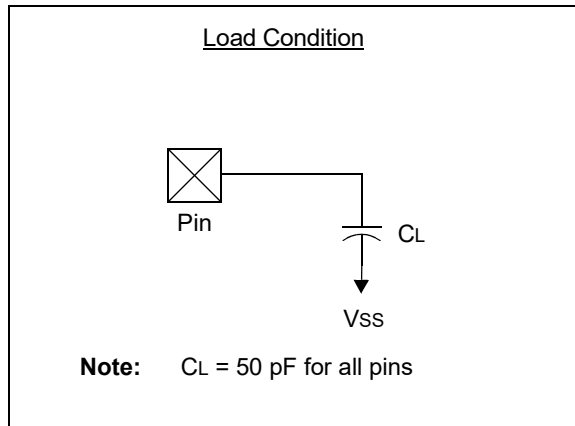 Load Condition
Pin
CL
VSS
Note: CL = 50 pF for all pins